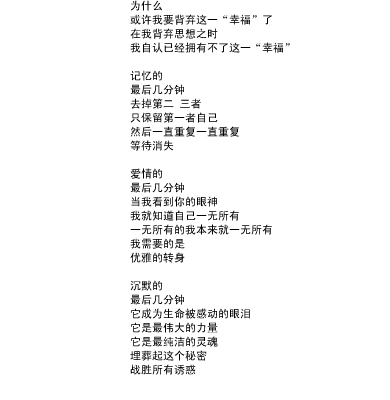 为什么
或许我要背弃这一“幸福”了
在我背弃思想之时
我自认已经拥有不了这一“幸福”
记忆的
最后几分钟
去掉第二 三者
只保留第一者自己
然后一直重复一直重复
等待消失
爱情的
最后几分钟
当我看到你的眼神
我就知道自己一无所有
一无所有的我本来就一无所有
我需要的是
优雅的转身
沉默的
最后几分钟
它成为生命被感动的眼泪
它是最伟大的力量
它是最纯洁的灵魂
埋葬起这个秘密
战胜所有诱惑